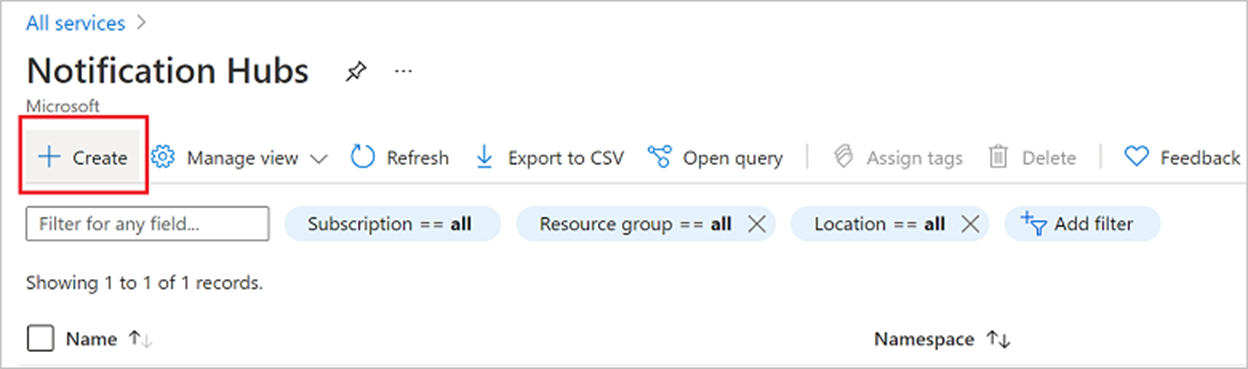 All services >
Notification Hubs ...
Microsoft
Create Manage view Refresh Export to CSV Open query Assign tags Delete Feedback
Filter for any field... Subscription == all Resource group == all Location == all Add filter
Showing 1 to 1 of 1 records.
Name Namespace